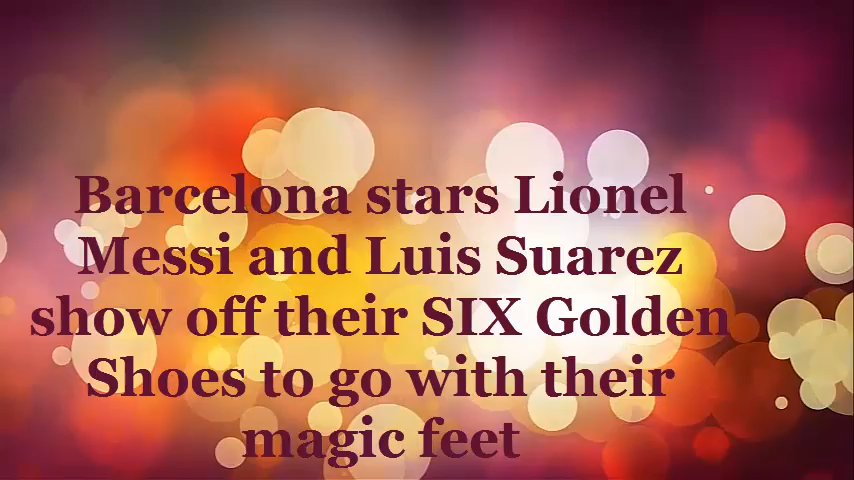 Barcelona stars Lionel
Messi and Luis Suarez
show off their SIX Golden
Shoes to go with their
magic feet